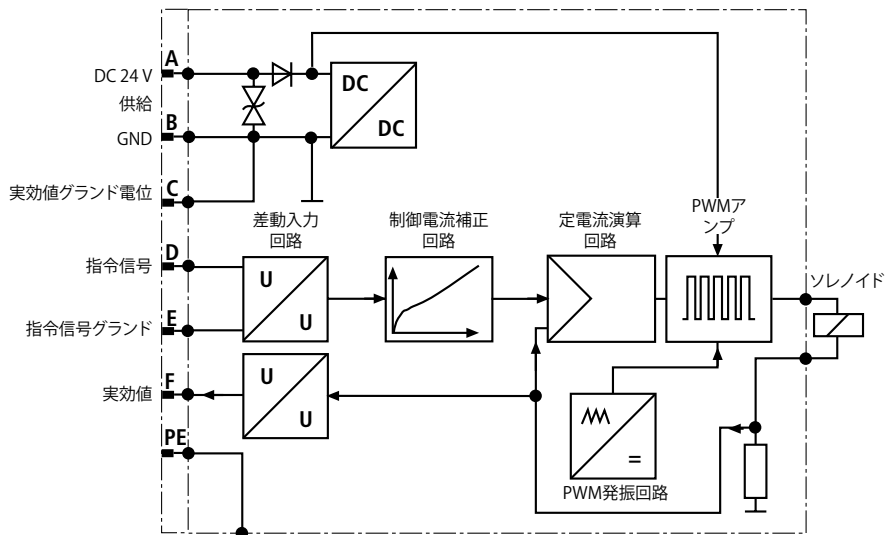 A
DC 24 V
供給
B
GND
DC
DC
実効値グランド電位
C
差動入力
回路
制御電流補正
回路
定電流演算
回路
PWMア
ンプ
指令信号
D
U
U
ソレノイド
指令信号グランド
E
実効値
F
U
U
PE
=
PWM発振回路